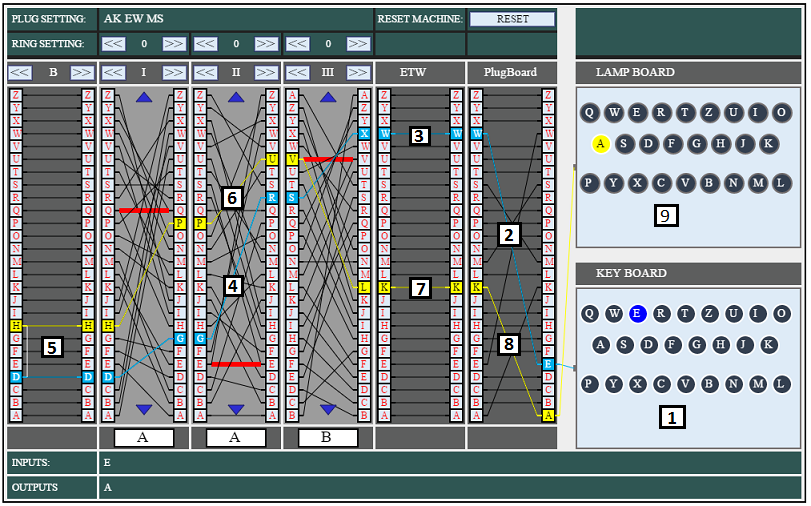 PLUG SETTING: AK EW MS RESET MACHINE: RESET
RING SETTING: << 0 >> << 0 >> << 0 >>
<< B >> << I >> << II >> << III >> ETW PlugBoard
Z Z Z Z Z Z A A Z Z Z Z
Y Y Y Y Y Y Z Z Y Y Y Y
X X X X X X Y Y X X X X
W W W W W W X X W 3 W W W
V V V V V V W W V V V V
U U U U U U V V U U U U
T T T T T T U U T T T T
S S S S S S T T S S S S
R R R R R 6 R S S R R R R
Q Q Q Q Q Q R R Q Q Q Q
P P P P P P Q Q P P P P
O O O O O O P P O O O 2 O
N N N N N N O O N N N N
M M M M M M N N M M M M
L L L L L L M M L L L L
K K K K K 4 K L L K 7 K K K
J J J J J J K K J J J J
I I I I I I J J I I I I
H H H H H H I I H H H H
G G G G G G H H G G G 8 G
F 5 F F F F F G G F F F F
E E E E E E F F E E E E
D D D D D D E E D D D D
C C C C C C D D C C C C
B B B B B B C C B B B B
A A A A A A B B A A A A
A A B
LAMP BOARD
Q W E R T Z U I O
A S D F G H J K
P Y X C V B N M L
9
KEY BOARD
Q W E R T Z U I O
A S D F G H J K
P Y X C V B N M L
1
INPUTS: E
OUTPUTS A